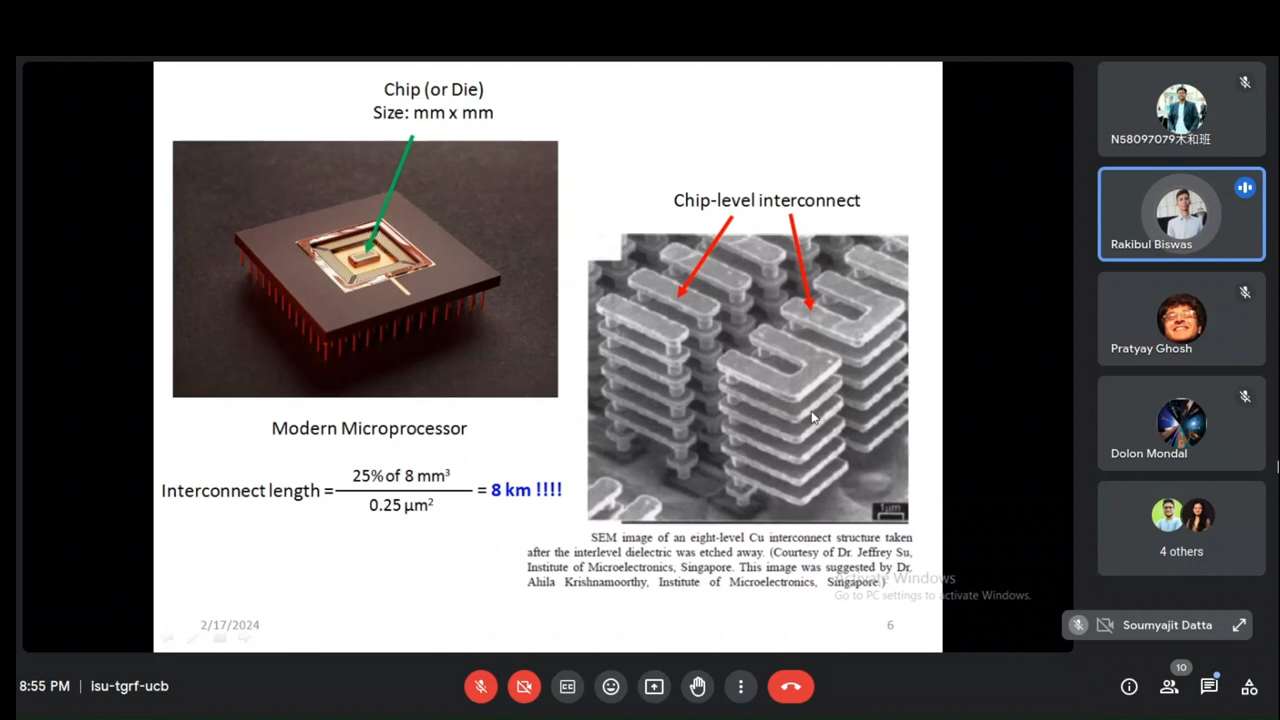 Chip (or Die)
Size: mm x mm
Chip-level interconnect
Modern Microprocessor
Interconnect length = 25% of 8 mm³ / 0.25 µm² = 8 km !!!!
1µm
SEM image of an eight-level Cu interconnect structure taken
after the interlevel dielectric was etched away. (Courtesy of Dr. Jeffrey Su,
Institute of Microelectronics, Singapore. This image was suggested by Dr.
Ahila Krishnamoorthy, Institute of Microelectronics, Singapore.)
Activate Windows
Go to PC settings to activate Windows.
2/17/2024
6
N58097079木和班
Rakibul Biswas
Pratyay Ghosh
Dolon Mondal
4 others
Soumyajit Datta
8:55 PM | isu-tgrf-ucb
CC
10